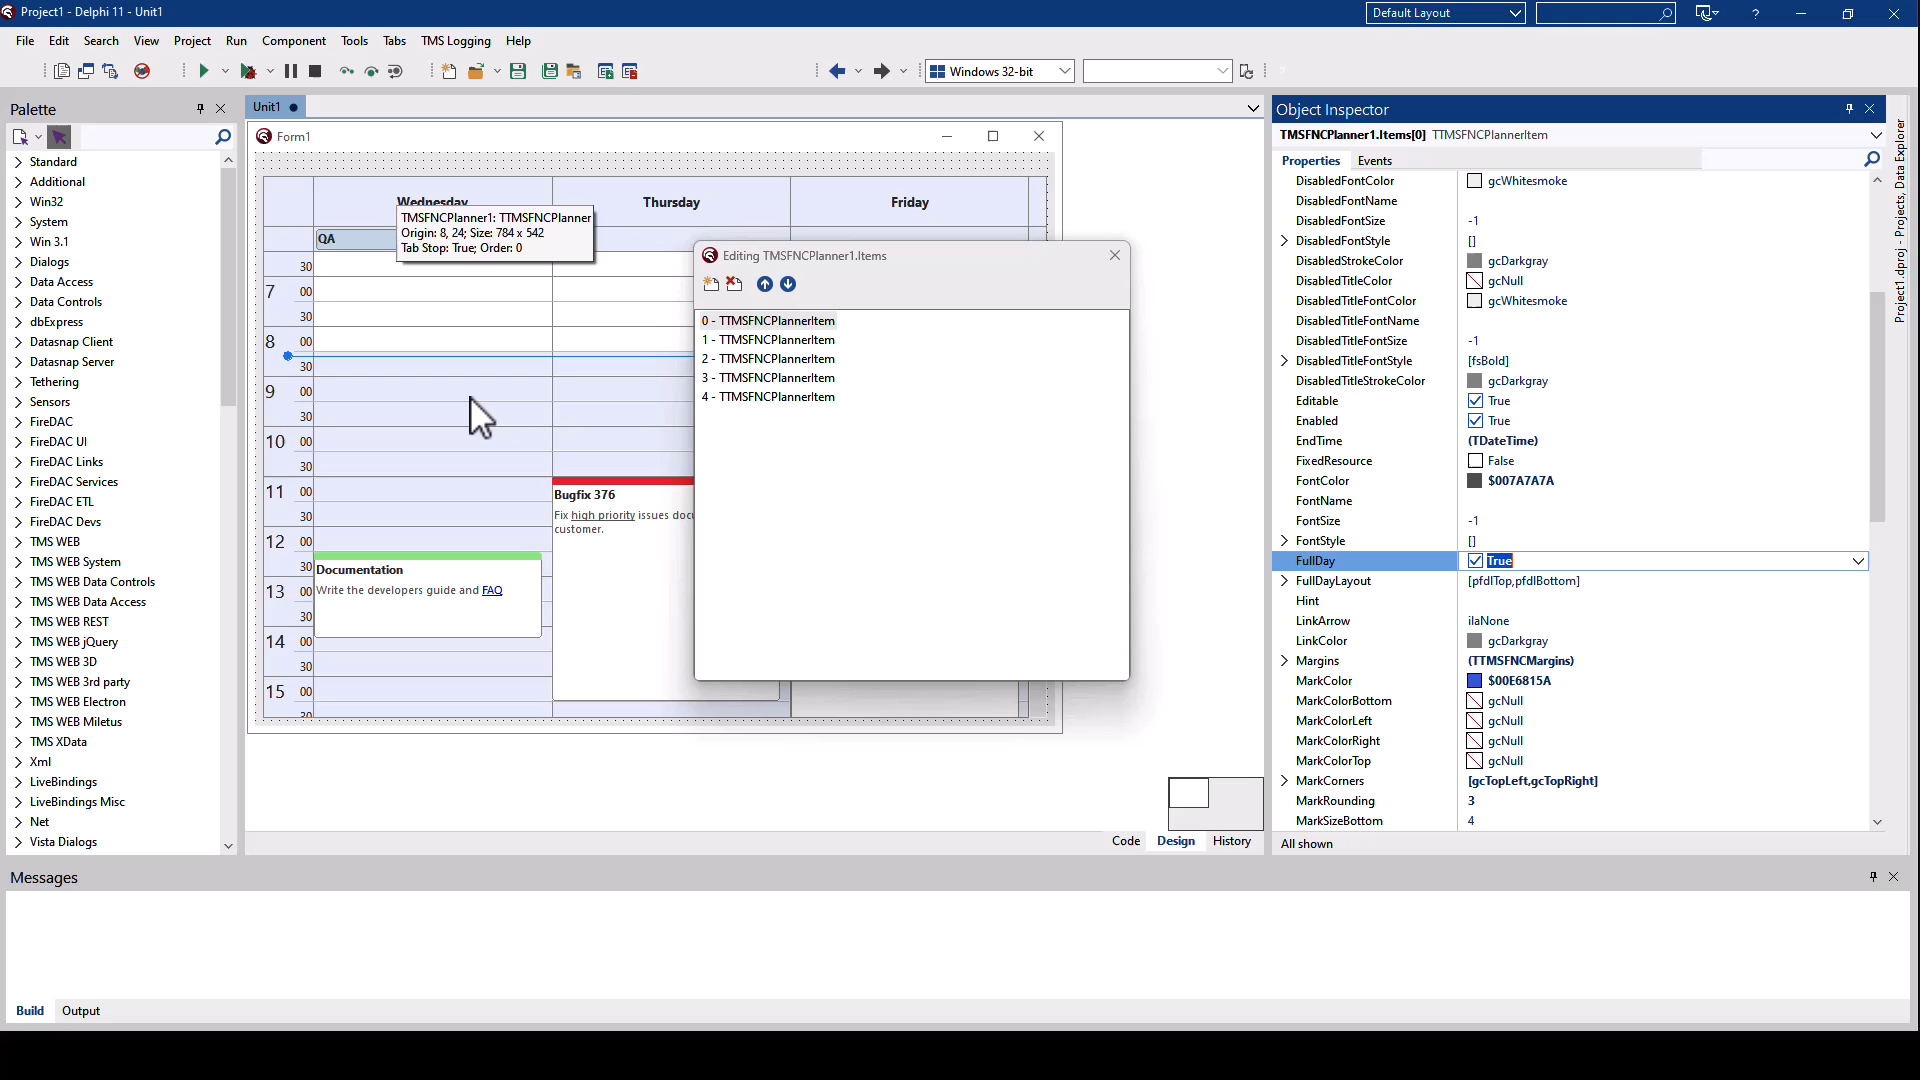 Project1 - Delphi 11 - Unit1
Default Layout
?
File Edit Search View Project Run Component Tools Tabs TMS Logging Help
Windows 32-bit
Palette
Standard
Additional
Win32
System
Win 3.1
Dialogs
Data Access
Data Controls
dbExpress
Datasnap Client
Datasnap Server
Tethering
Sensors
FireDAC
FireDAC UI
FireDAC Links
FireDAC Services
FireDAC ETL
FireDAC Devs
TMS WEB
TMS WEB System
TMS WEB Data Controls
TMS WEB Data Access
TMS WEB REST
TMS WEB jQuery
TMS WEB 3D
TMS WEB 3rd party
TMS WEB Electron
TMS WEB Miletus
TMS XData
Xml
LiveBindings
LiveBindings Misc
Net
Vista Dialogs
Unit1
Form1
Wednesday Thursday Friday
TMSFNCPlanner1: TTMSFNCPlanner
Origin: 8, 24; Size: 784 x 542
Tab Stop: True; Order: 0
QA
30
7 00
30
8 00
30
9 00
30
10 00
30
11 00
30
12 00
30
13 00
30
14 00
30
15 00
30
Bugfix 376
Fix high priority issues docu
customer.
Documentation
Write the developers guide and FAQ
Editing TMSFNCPlanner1.Items
0 - TTMSFNCPlannerItem
1 - TTMSFNCPlannerItem
2 - TTMSFNCPlannerItem
3 - TTMSFNCPlannerItem
4 - TTMSFNCPlannerItem
Code Design History
Object Inspector
TMSFNCPlanner1.Items[0] TTMSFNCPlannerItem
Properties Events
DisabledFontColor gcWhitesmoke
DisabledFontName
DisabledFontSize -1
DisabledFontStyle []
DisabledStrokeColor gcDarkgray
DisabledTitleColor gcNull
DisabledTitleFontColor gcWhitesmoke
DisabledTitleFontName
DisabledTitleFontSize -1
DisabledTitleFontStyle [fsBold]
DisabledTitleStrokeColor gcDarkgray
Editable True
Enabled True
EndTime (TDateTime)
FixedResource False
FontColor $007A7A7A
FontName
FontSize -1
FontStyle []
FullDay True
FullDayLayout [pfdlTop,pfdlBottom]
Hint
LinkArrow ilaNone
LinkColor gcDarkgray
Margins (TTMSFNCMargins)
MarkColor $00E6815A
MarkColorBottom gcNull
MarkColorLeft gcNull
MarkColorRight gcNull
MarkColorTop gcNull
MarkCorners [gcTopLeft,gcTopRight]
MarkRounding 3
MarkSizeBottom 4
All shown
Project1.dproj - Projects, Data Explorer
Messages
Build Output